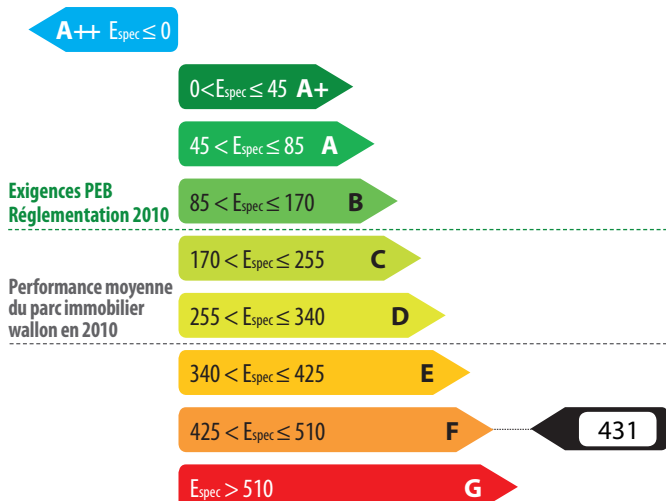 A++ Espec ≤ 0
0<Espec ≤ 45 A+
45 < Espec ≤ 85 A
Exigences PEB
Réglementation 2010
85 < Espec ≤ 170 B
170 < Espec ≤ 255 C
Performance moyenne
du parc immobilier
wallon en 2010
255 < Espec ≤ 340 D
340 < Espec ≤ 425 E
425 < Espec ≤ 510 F 431
Espec > 510 G